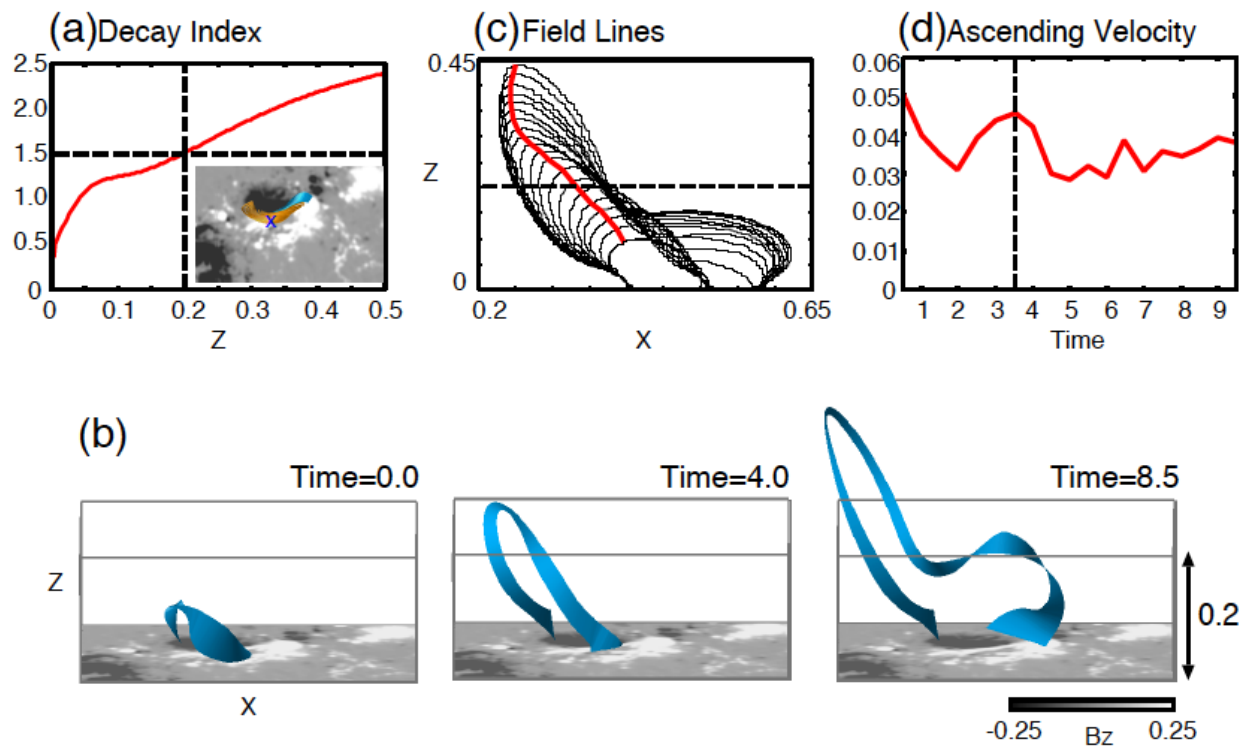 (a)Decay Index
2.5
2.0
1.5
1.0
0.5
0
0 0.1 0.2 0.3 0.4 0.5
Z
x
(c)Field Lines
0.45
Z
0
0.2 0.65
X
(d)Ascending Velocity
0.06
0.05
0.04
0.03
0.02
0.01
0
1 2 3 4 5 6 7 8 9
Time
(b)
Time=0.0
Time=4.0
Time=8.5
Z
X
0.2
-0.25 Bz 0.25